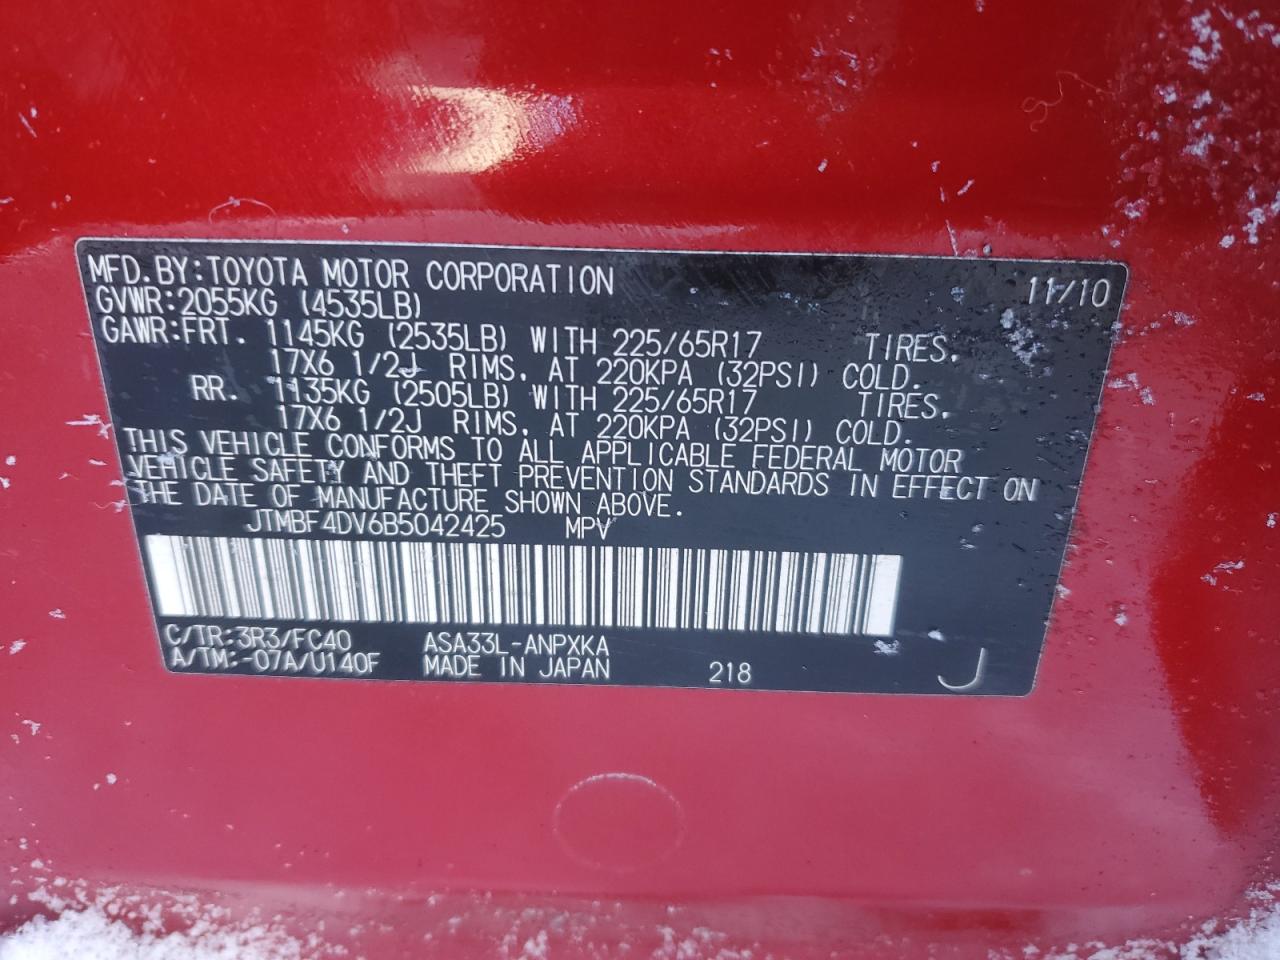 MFD.BY:TOYOTA MOTOR CORPORATION 11/10
GVWR:2055KG (4535LB)
GAWR:FRT. 1145KG (2535LB) WITH 225/65R17 TIRES,
17X6 1/2J RIMS, AT 220KPA (32PSI) COLD.
RR. 1135KG (2505LB) WITH 225/65R17 TIRES,
17X6 1/2J RIMS, AT 220KPA (32PSI) COLD.
THIS VEHICLE CONFORMS TO ALL APPLICABLE FEDERAL MOTOR
VEHICLE SAFETY AND THEFT PREVENTION STANDARDS IN EFFECT ON
THE DATE OF MANUFACTURE SHOWN ABOVE.
JTMBF4DV6B5042425 MPV
C/TR:3R3/FC40 ASA33L-ANPXKA
A/TM:-07A/U140F MADE IN JAPAN 218 J